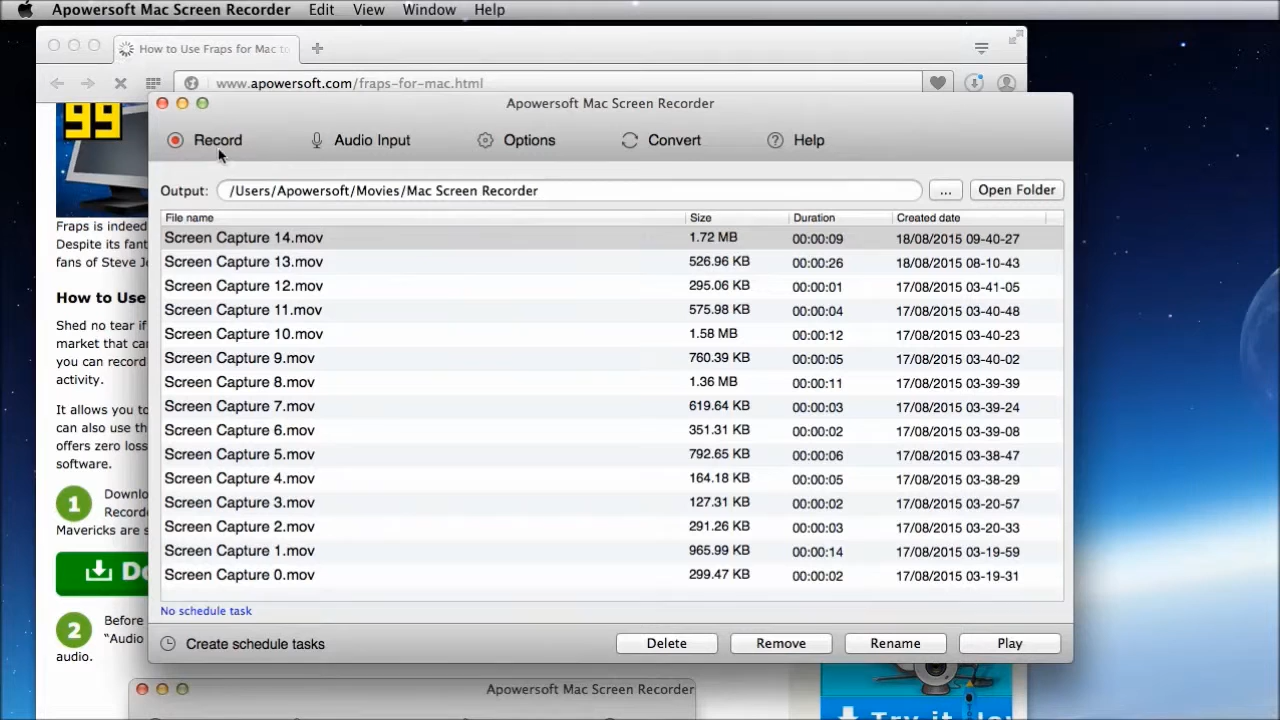 Apowersoft Mac Screen Recorder Edit View Window Help
How to Use Fraps for Mac to
www.apowersoft.com/fraps-for-mac.html
Apowersoft Mac Screen Recorder
Record Audio Input Options Convert Help
Output: /Users/Apowersoft/Movies/Mac Screen Recorder ... Open Folder
File name Size Duration Created date
Screen Capture 14.mov 1.72 MB 00:00:09 18/08/2015 09-40-27
Screen Capture 13.mov 526.96 KB 00:00:26 18/08/2015 08-10-43
Screen Capture 12.mov 295.06 KB 00:00:01 17/08/2015 03-41-05
Screen Capture 11.mov 575.98 KB 00:00:04 17/08/2015 03-40-48
Screen Capture 10.mov 1.58 MB 00:00:12 17/08/2015 03-40-23
Screen Capture 9.mov 760.39 KB 00:00:05 17/08/2015 03-40-02
Screen Capture 8.mov 1.36 MB 00:00:11 17/08/2015 03-39-39
Screen Capture 7.mov 619.64 KB 00:00:03 17/08/2015 03-39-24
Screen Capture 6.mov 351.31 KB 00:00:02 17/08/2015 03-39-08
Screen Capture 5.mov 792.65 KB 00:00:06 17/08/2015 03-38-47
Screen Capture 4.mov 164.18 KB 00:00:05 17/08/2015 03-38-29
Screen Capture 3.mov 127.31 KB 00:00:02 17/08/2015 03-20-57
Screen Capture 2.mov 291.26 KB 00:00:03 17/08/2015 03-20-33
Screen Capture 1.mov 965.99 KB 00:00:14 17/08/2015 03-19-59
Screen Capture 0.mov 299.47 KB 00:00:02 17/08/2015 03-19-31
No schedule task
Create schedule tasks Delete Remove Rename Play
99
Fraps is indeed
Despite its fant
fans of Steve Je
How to Use
Shed no tear if
market that can
you can record
activity.
It allows you to
can also use the
offers zero loss
software.
1 Downlo
Recorde
Mavericks are s
Do
2 Before
"Audio
audio.
Apowersoft Mac Screen Recorder